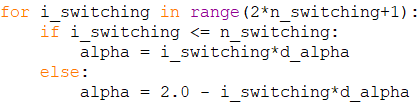 for i_switching in range(2*n_switching+1):
    if i_switching <= n_switching:
        alpha = i_switching*d_alpha
    else:
        alpha = 2.0 - i_switching*d_alpha